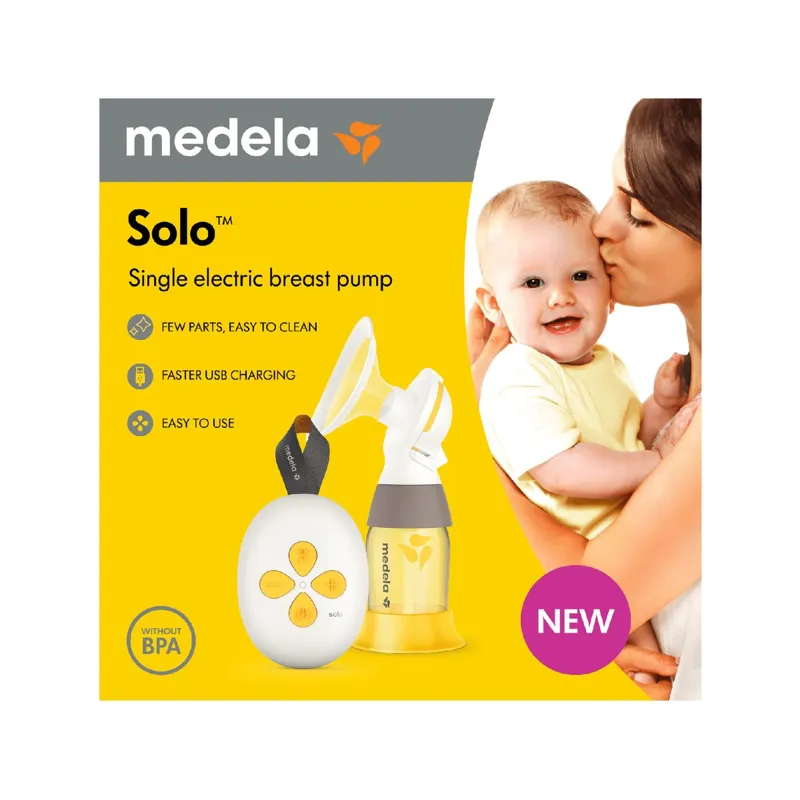 medela
Solo™
Single electric breast pump
FEW PARTS, EASY TO CLEAN
FASTER USB CHARGING
EASY TO USE
medela
medela
solo
WITHOUT
BPA
NEW